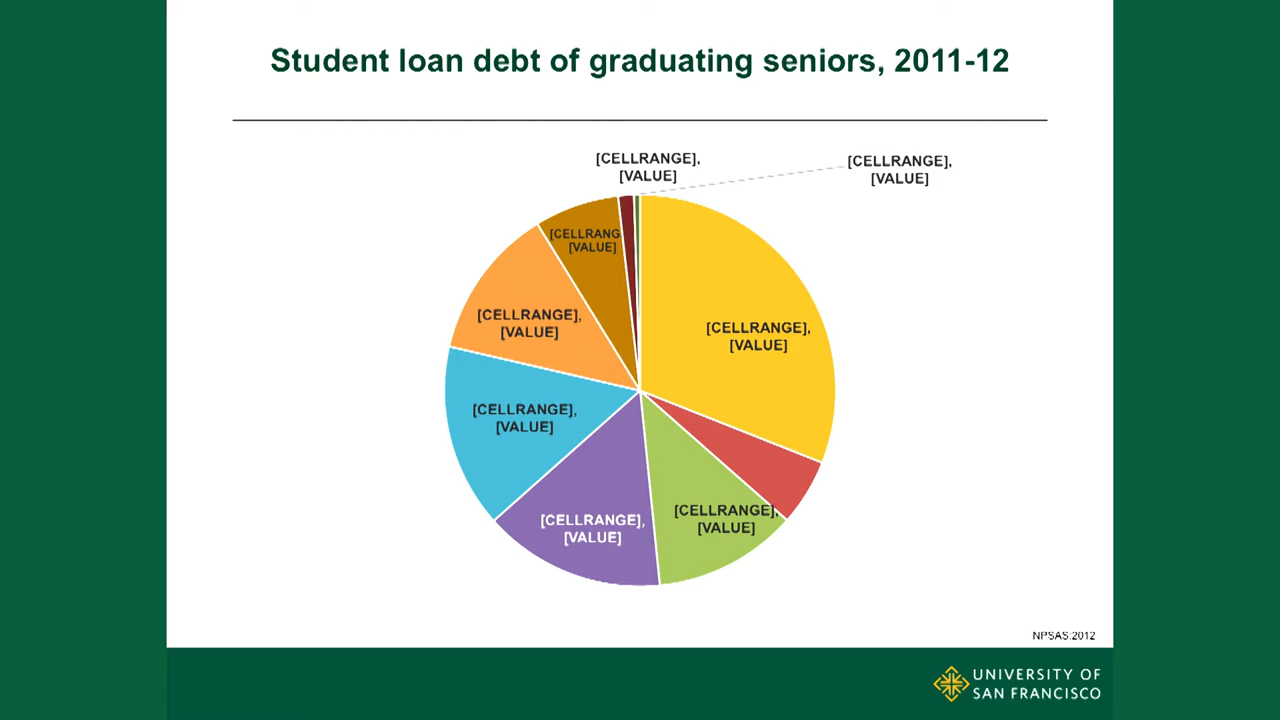 Student loan debt of graduating seniors, 2011-12
[CELLRANGE],
[VALUE]
[CELLRANGE],
[VALUE]
[CELLRANG
[VALUE]
[CELLRANGE],
[VALUE]
[CELLRANGE],
[VALUE]
[CELLRANGE],
[VALUE]
[CELLRANGE],
[VALUE]
[CELLRANGE],
[VALUE]
NPSAS:2012
UNIVERSITY OF
SAN FRANCISCO